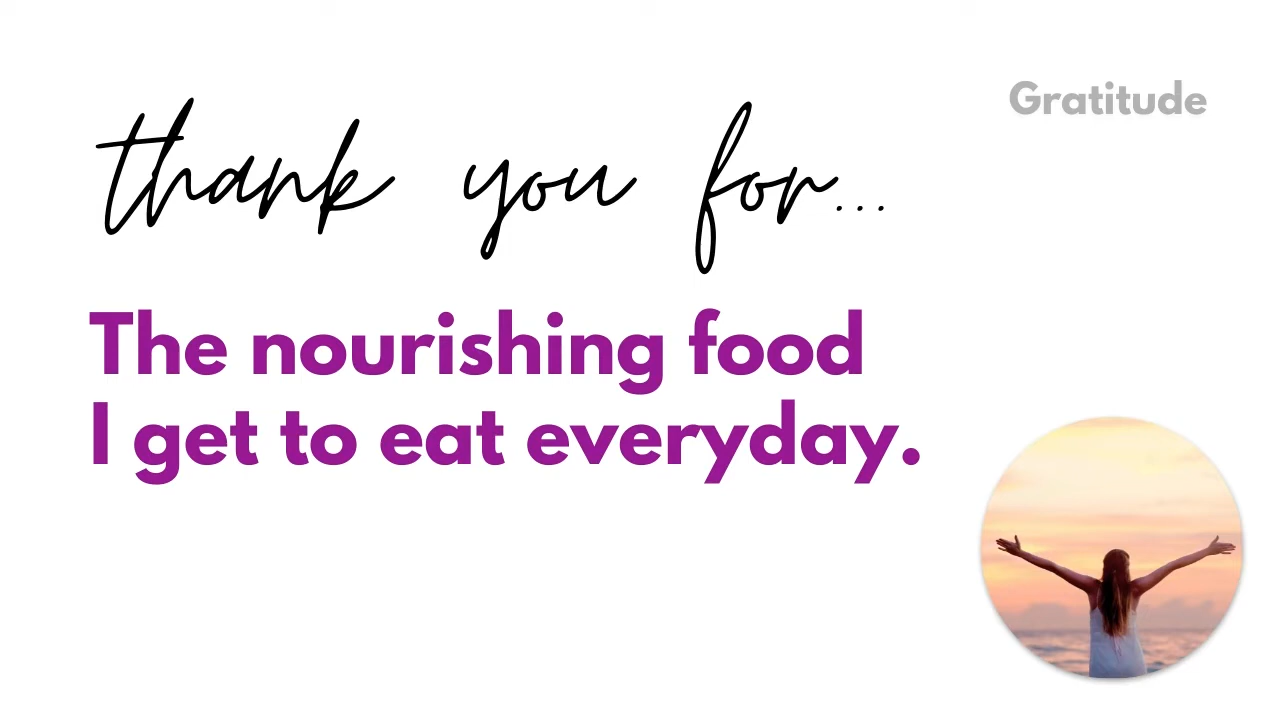 Gratitude
thank you for...
The nourishing food
I get to eat everyday.